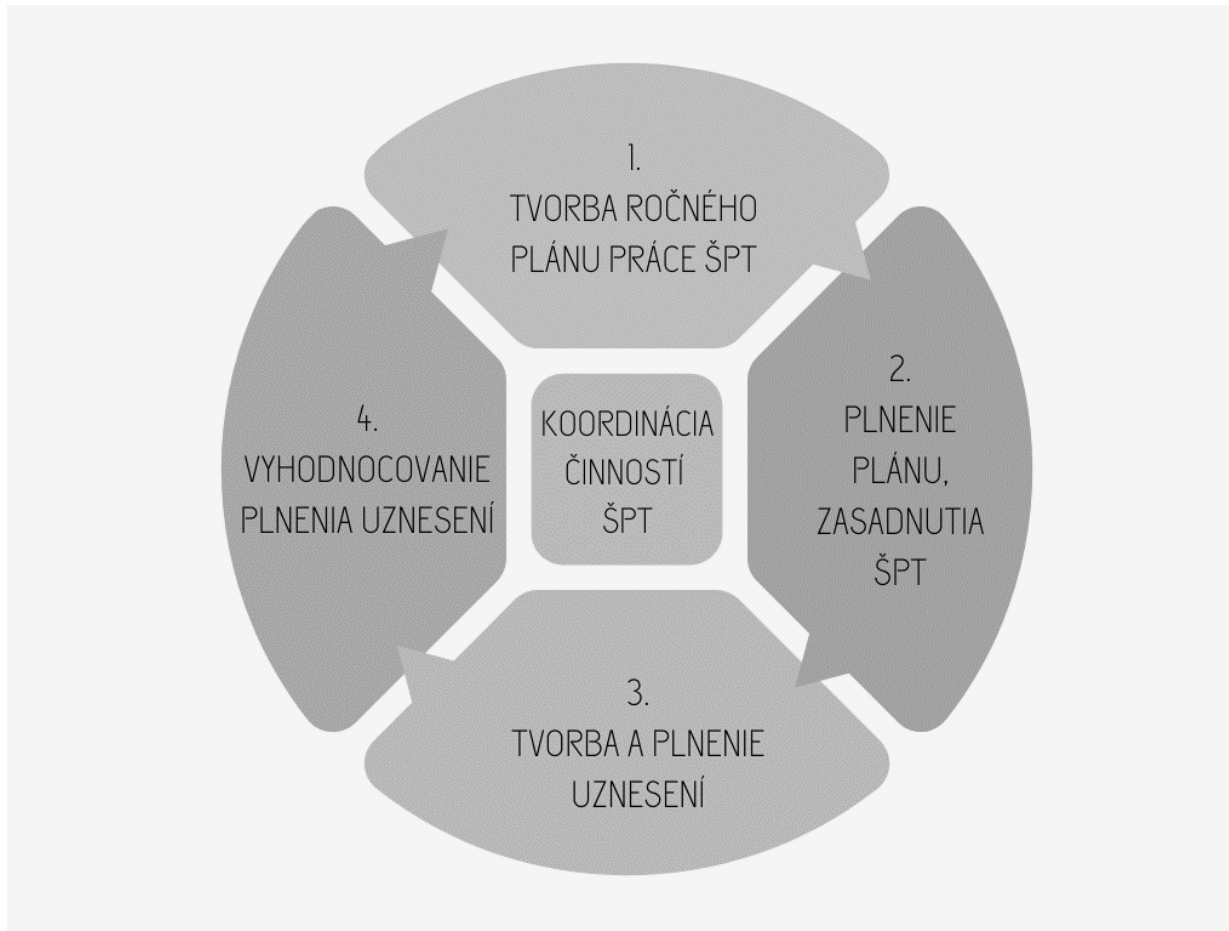 1.
TVORBA ROČNÉHO
PLÁNU PRÁCE ŠPT
2.
PLNENIE
PLÁNU,
ZASADNUTIA
ŠPT
3.
TVORBA A PLNENIE
UZNESENÍ
4.
VYHODNOCOVANIE
PLNENIA UZNESENÍ
KOORDINÁCIA
ČINNOSTÍ
ŠPT